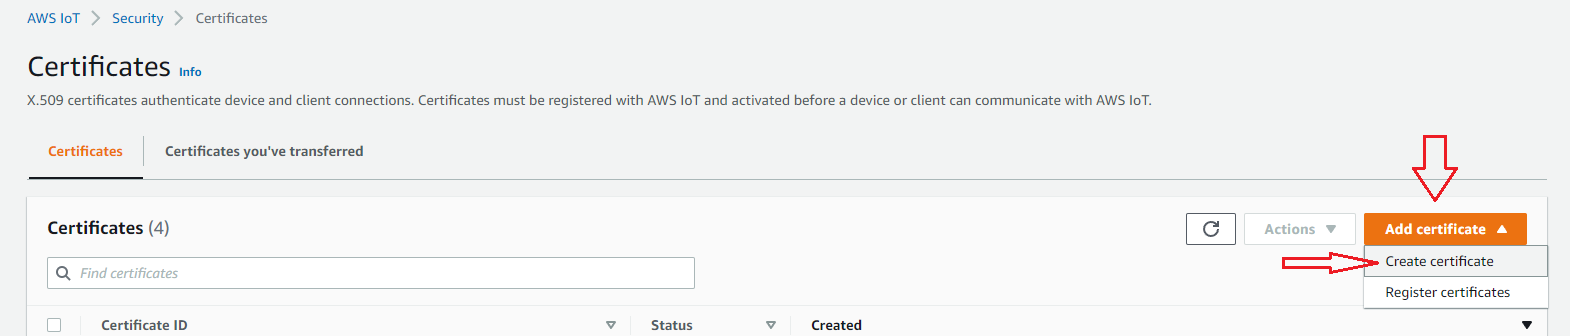 AWS IoT > Security > Certificates
Certificates Info
X.509 certificates authenticate device and client connections. Certificates must be registered with AWS IoT and activated before a device or client can communicate with AWS IoT.
Certificates Certificates you've transferred
Certificates (4) Actions Add certificate
Create certificate
Find certificates
Register certificates
Certificate ID Status Created